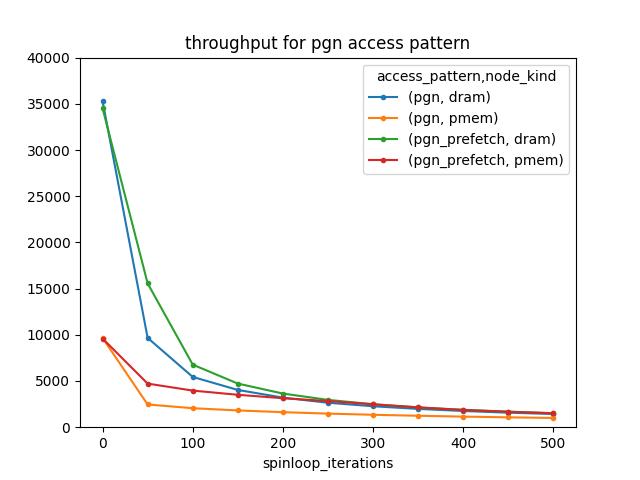 throughput for pgn access pattern
40000
35000
30000
25000
20000
15000
10000
5000
0
access_pattern,node_kind
(pgn, dram)
(pgn, pmem)
(pgn_prefetch, dram)
(pgn_prefetch, pmem)
0 100 200 300 400 500
spinloop_iterations